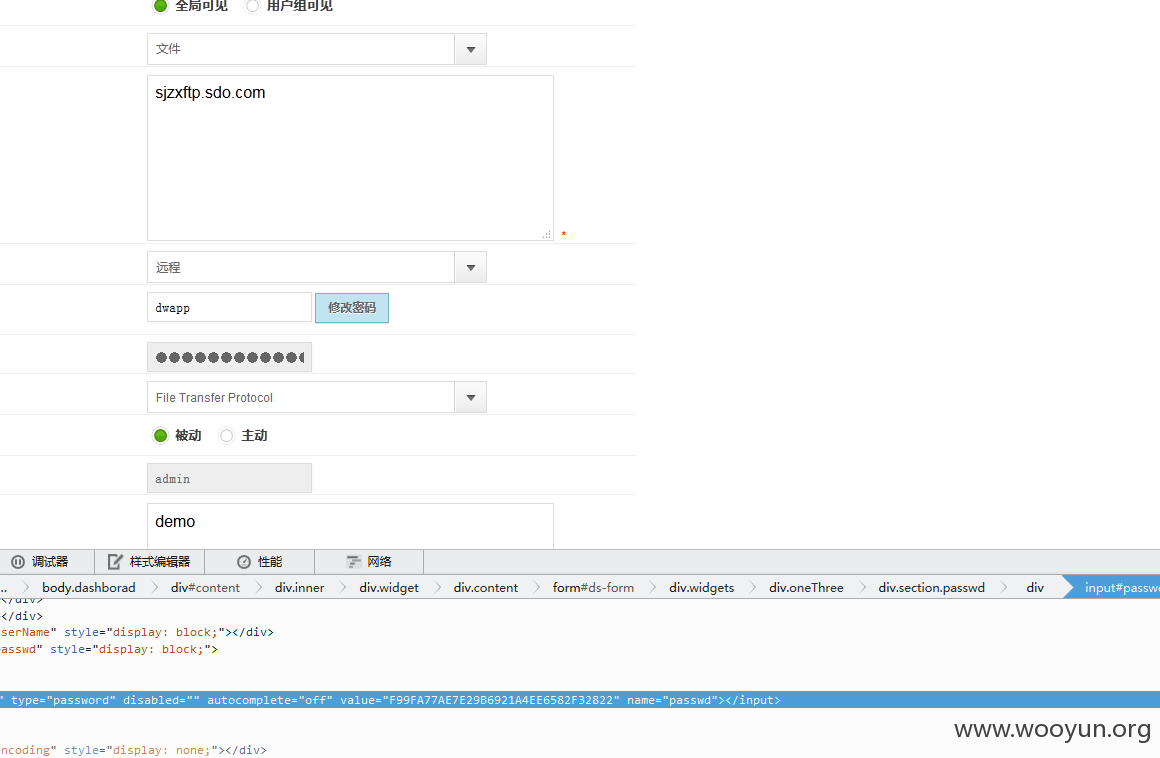 全局可见 用户组可见
文件
sjzxftp.sdo.com
*
远程
dwapp 修改密码
File Transfer Protocol
被动 主动
admin
demo
调试器 样式编辑器 性能 网络
.. body.dashborad div#content div.inner div.widget div.content form#ds-form div.widgets div.oneThree div.section.passwd div input#passw
</div>
</div>
serName" style="display: block;"></div>
asswd" style="display: block;">
" type="password" disabled="" autocomplete="off" value="F99FA77AE7E29B6921A4EE6582F32822" name="passwd"></input>
www.wooyun.org
ncoding" style="display: none;"></div>